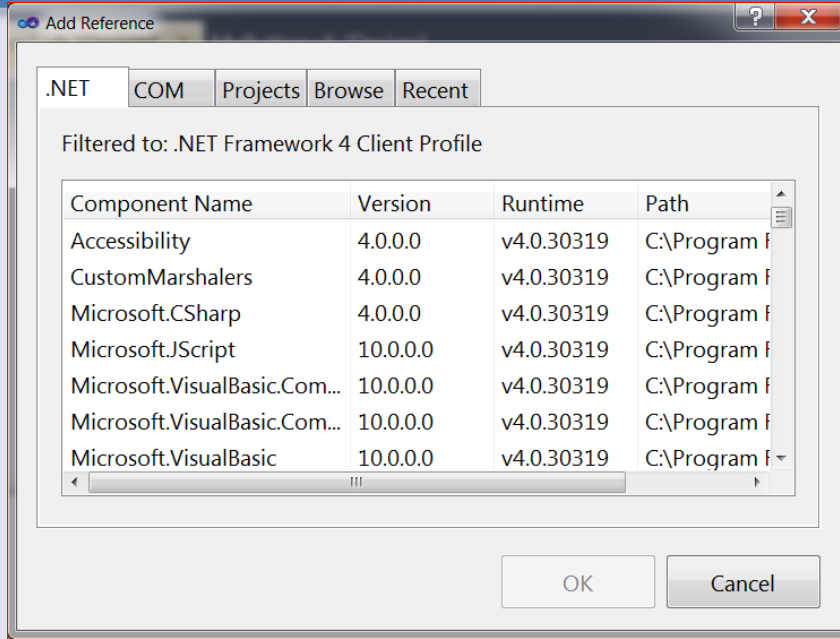 Add Reference
.NET COM Projects Browse Recent
Filtered to: .NET Framework 4 Client Profile
Component Name Version Runtime Path
Accessibility 4.0.0.0 v4.0.30319 C:\Program F
CustomMarshalers 4.0.0.0 v4.0.30319 C:\Program F
Microsoft.CSharp 4.0.0.0 v4.0.30319 C:\Program F
Microsoft.JScript 10.0.0.0 v4.0.30319 C:\Program F
Microsoft.VisualBasic.Com... 10.0.0.0 v4.0.30319 C:\Program F
Microsoft.VisualBasic.Com... 10.0.0.0 v4.0.30319 C:\Program F
Microsoft.VisualBasic 10.0.0.0 v4.0.30319 C:\Program F
OK Cancel